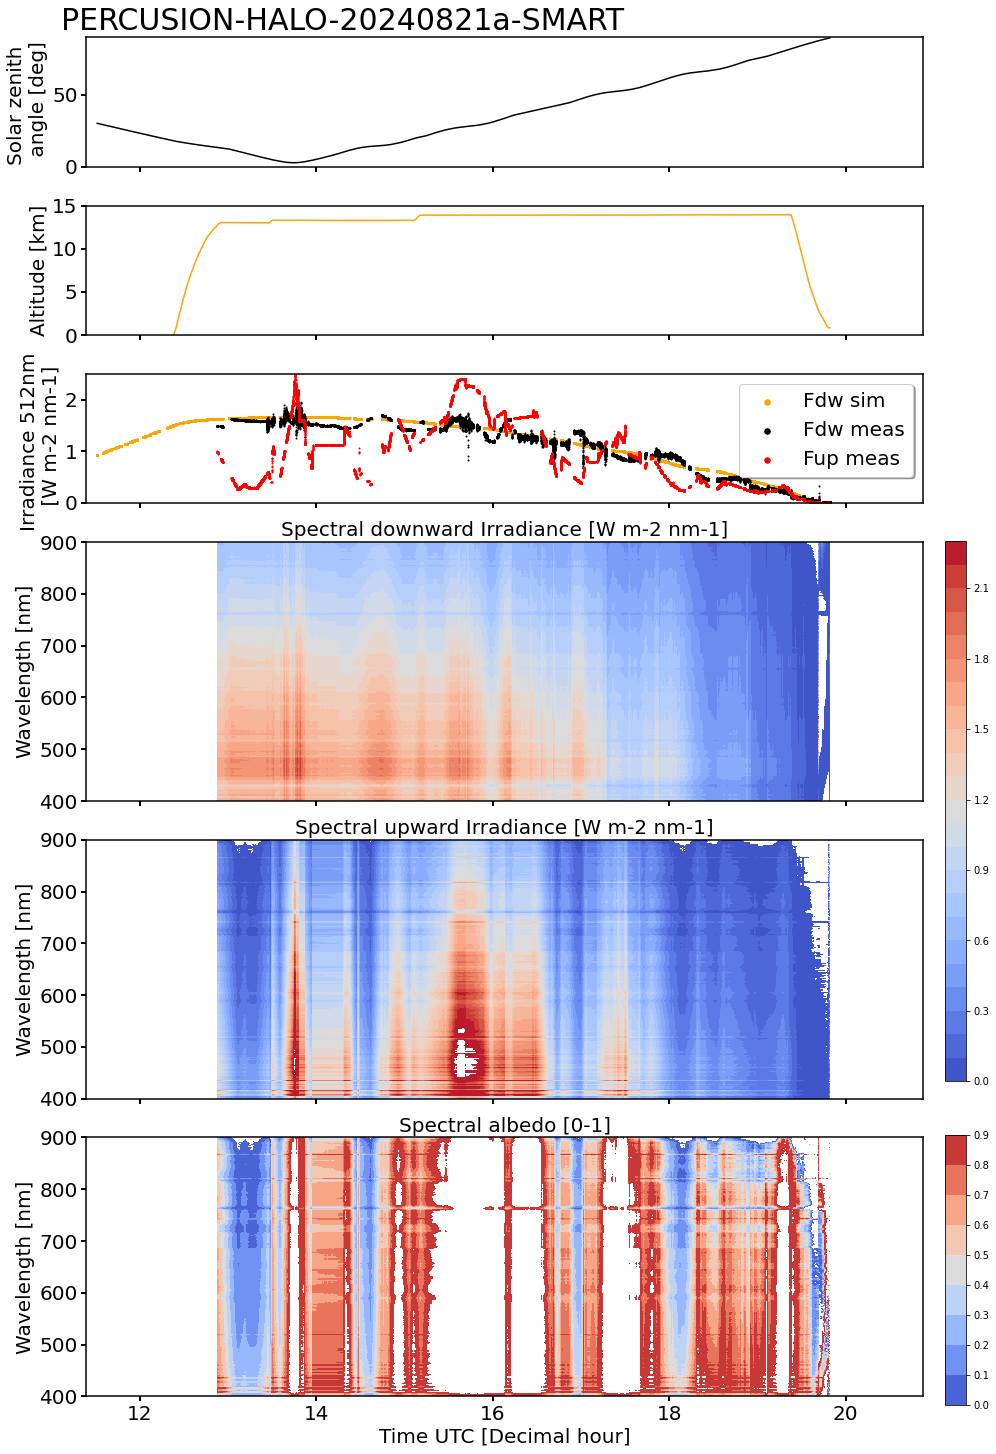 PERCUSION-HALO-20240821a-SMART
Solar zenith
angle [deg]
50
0
Altitude [km]
15
10
5
0
Irradiance 512nm
[W m-2 nm-1]
2
1
0
Fdw sim
Fdw meas
Fup meas
Spectral downward Irradiance [W m-2 nm-1]
Wavelength [nm]
900
800
700
600
500
400
Spectral upward Irradiance [W m-2 nm-1]
Wavelength [nm]
900
800
700
600
500
400
2.1
1.8
1.5
1.2
0.9
0.6
0.3
0.0
Spectral albedo [0-1]
Wavelength [nm]
900
800
700
600
500
400
0.9
0.8
0.7
0.6
0.5
0.4
0.3
0.2
0.1
0.0
12 14 16 18 20
Time UTC [Decimal hour]